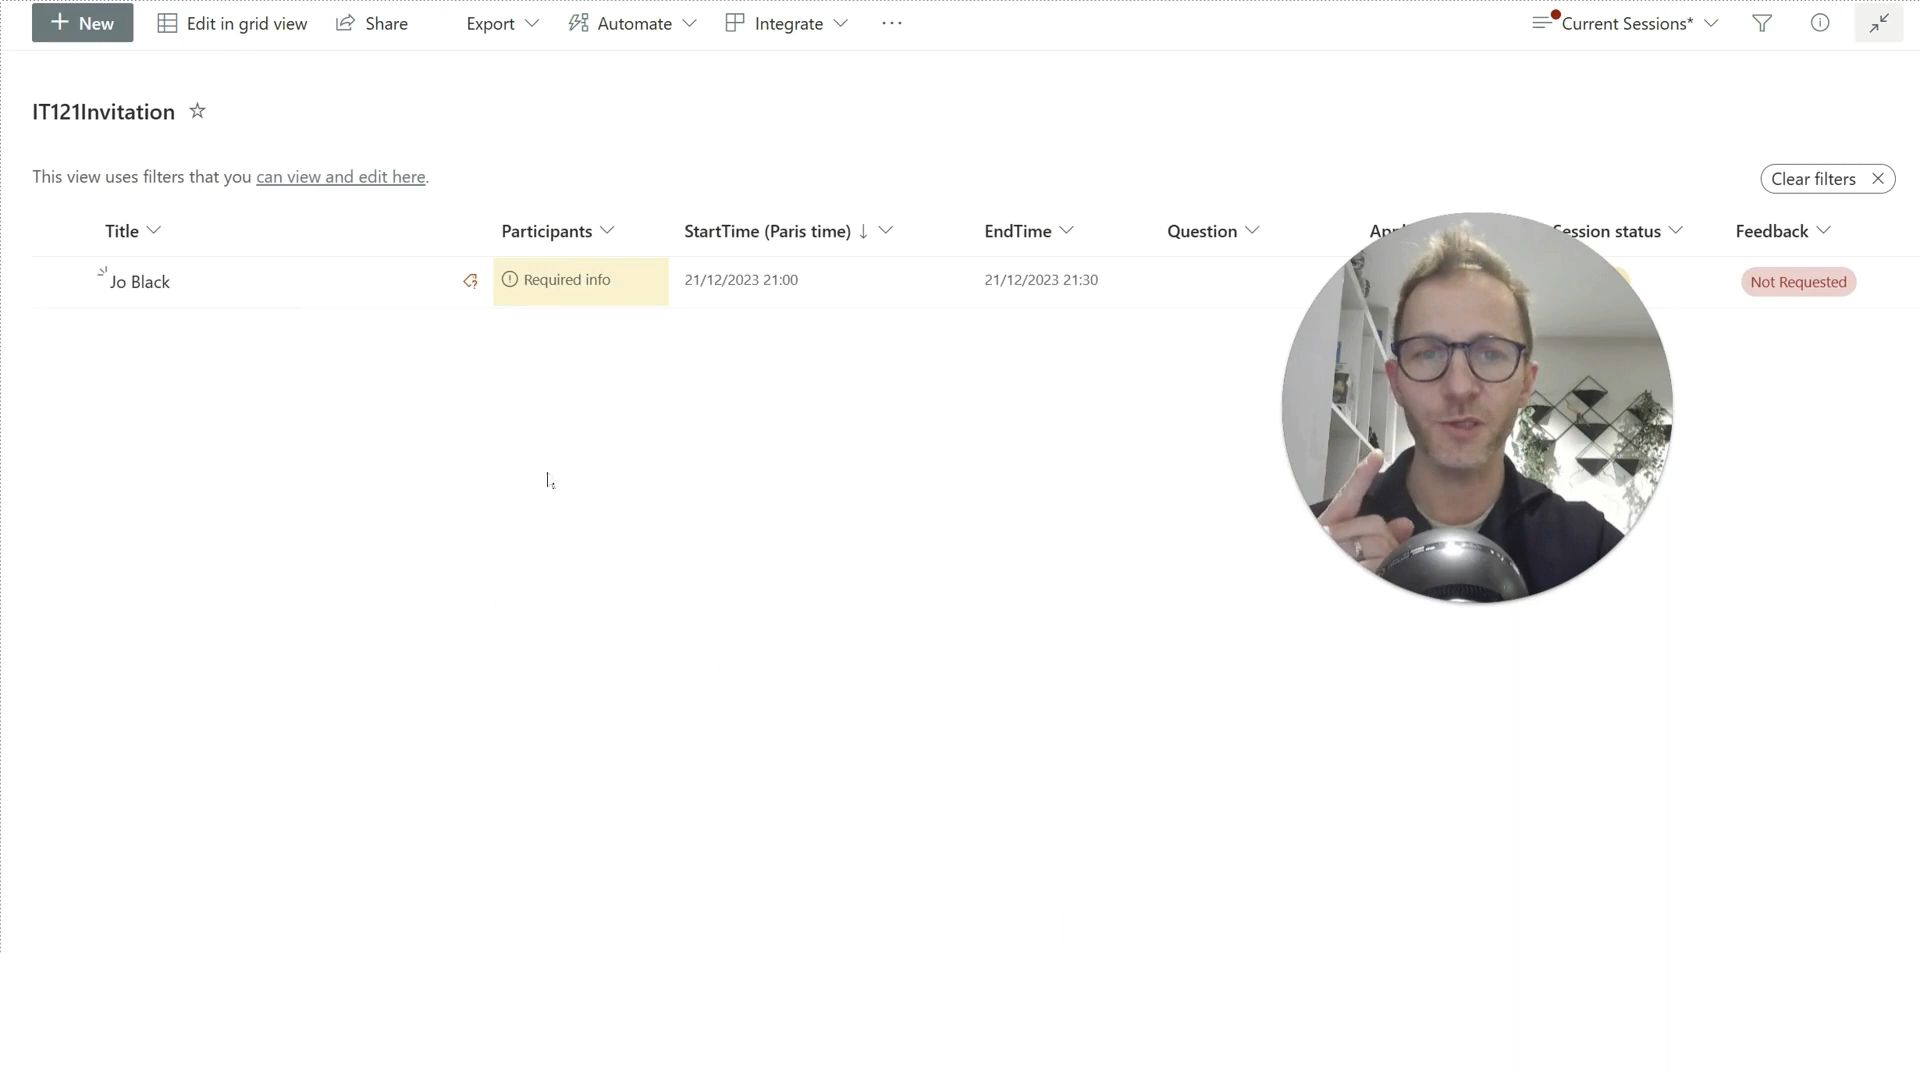 New Edit in grid view Share Export Automate Integrate ... Current Sessions*
IT121Invitation
This view uses filters that you can view and edit here.
Clear filters
Title Participants StartTime (Paris time) EndTime Question Session status Feedback
Jo Black Required info 21/12/2023 21:00 21/12/2023 21:30 Not Requested